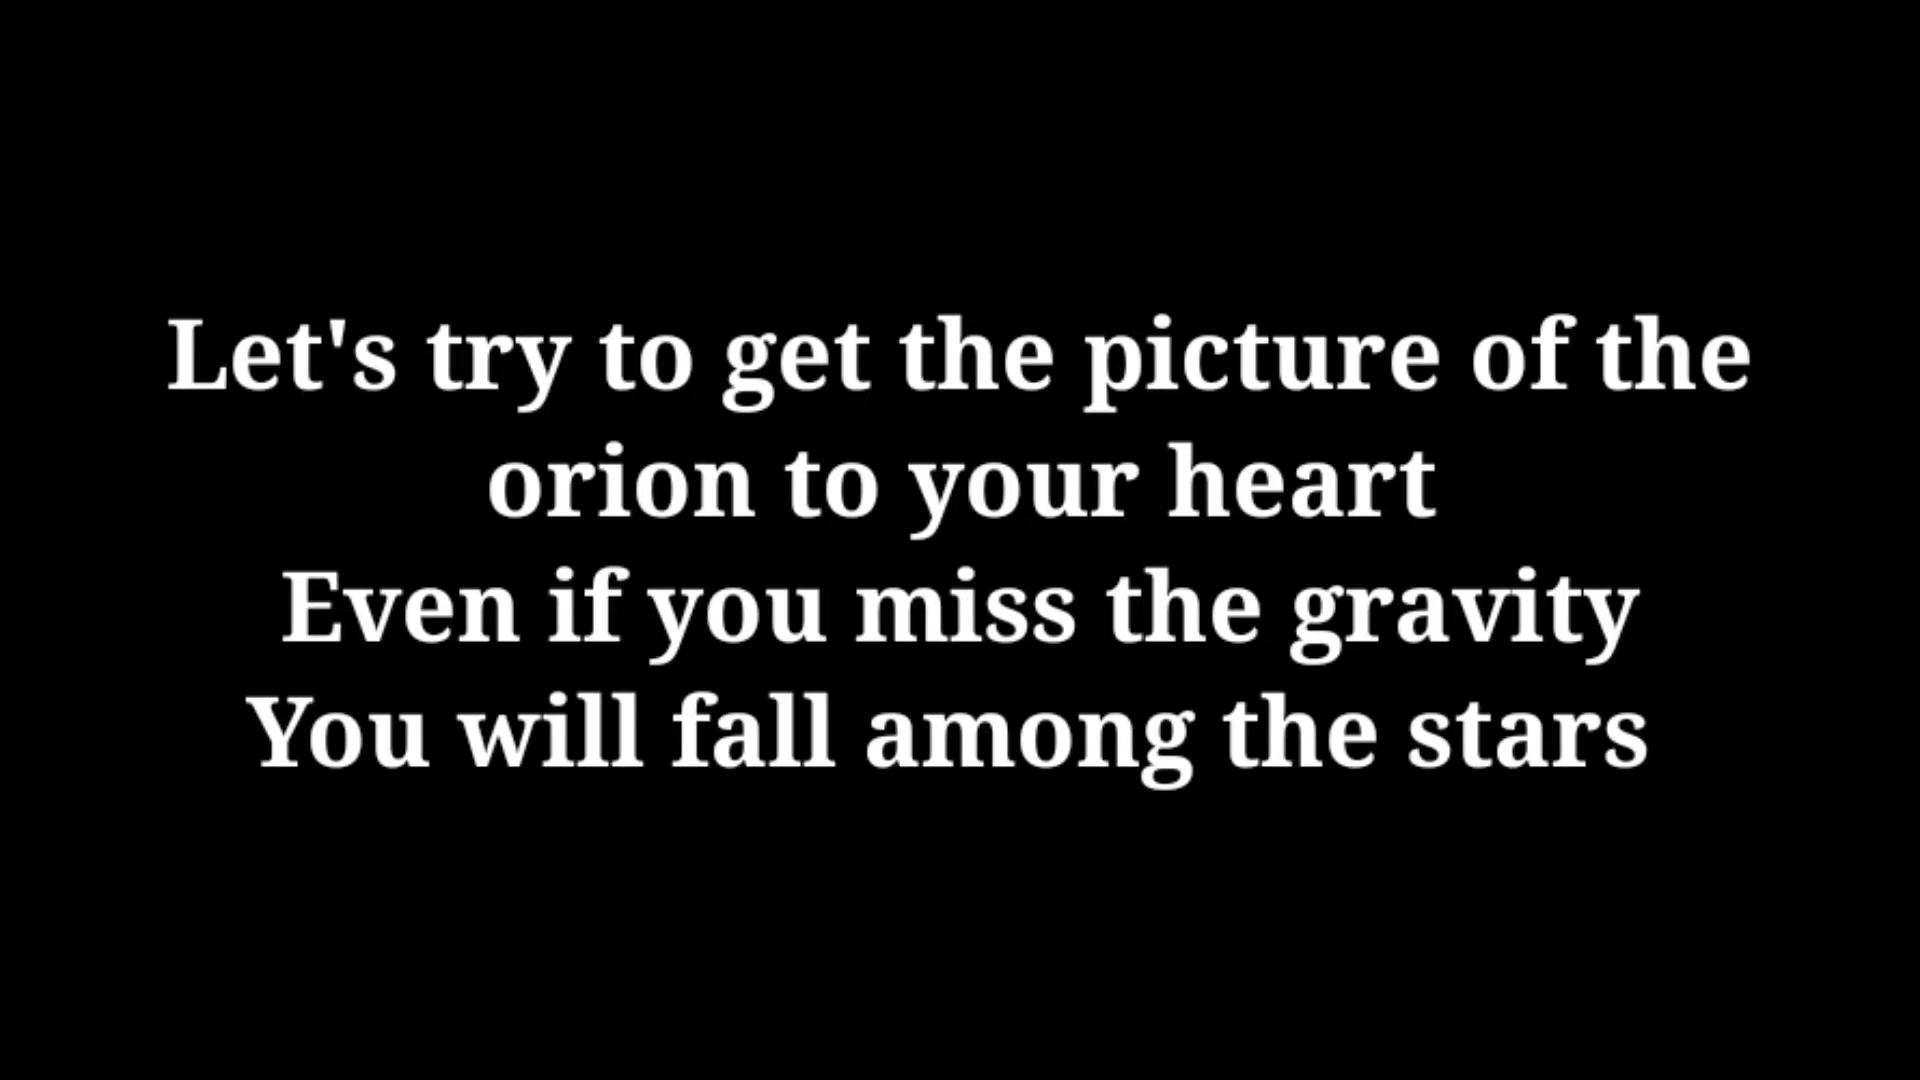 Let's try to get the picture of the
orion to your heart
Even if you miss the gravity
You will fall among the stars